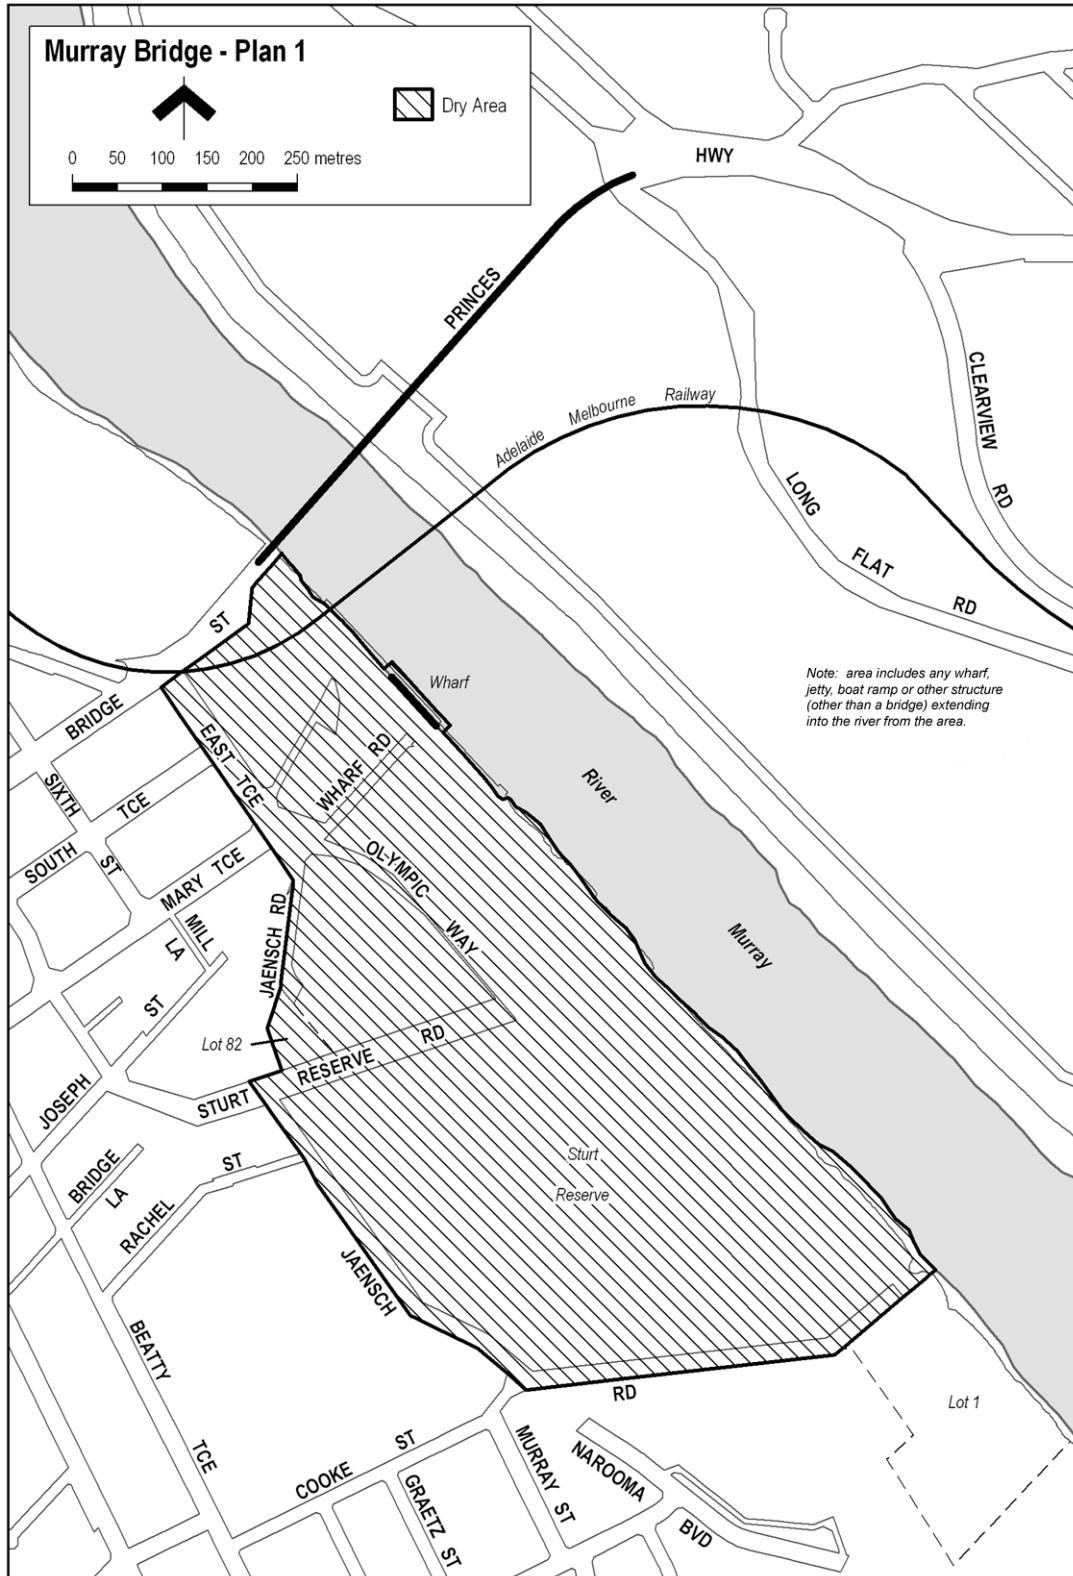 Murray Bridge - Plan 1
Dry Area
0 50 100 150 200 250 metres
HWY
PRINCES
CLEARVIEW
RD
Adelaide Melbourne Railway
LONG
FLAT
RD
ST
BRIDGE
Wharf
Note: area includes any wharf,
jetty, boat ramp or other structure
(other than a bridge) extending
into the river from the area.
EAST TCE
WHARF RD
SIXTH
ST
SOUTH
TCE
River
OLYMPIC
WAY
MARY TCE
MILL
LA
JAENSCH RD
Murray
JOSEPH
ST
Lot 82
STURT
RESERVE
RD
BRIDGE
LA
RACHEL
ST
Sturt
Reserve
JAENSCH
RD
BEATTY
TCE
Lot 1
COOKE
ST
GRAETZ ST
MURRAY ST
NAROOMA
BVD